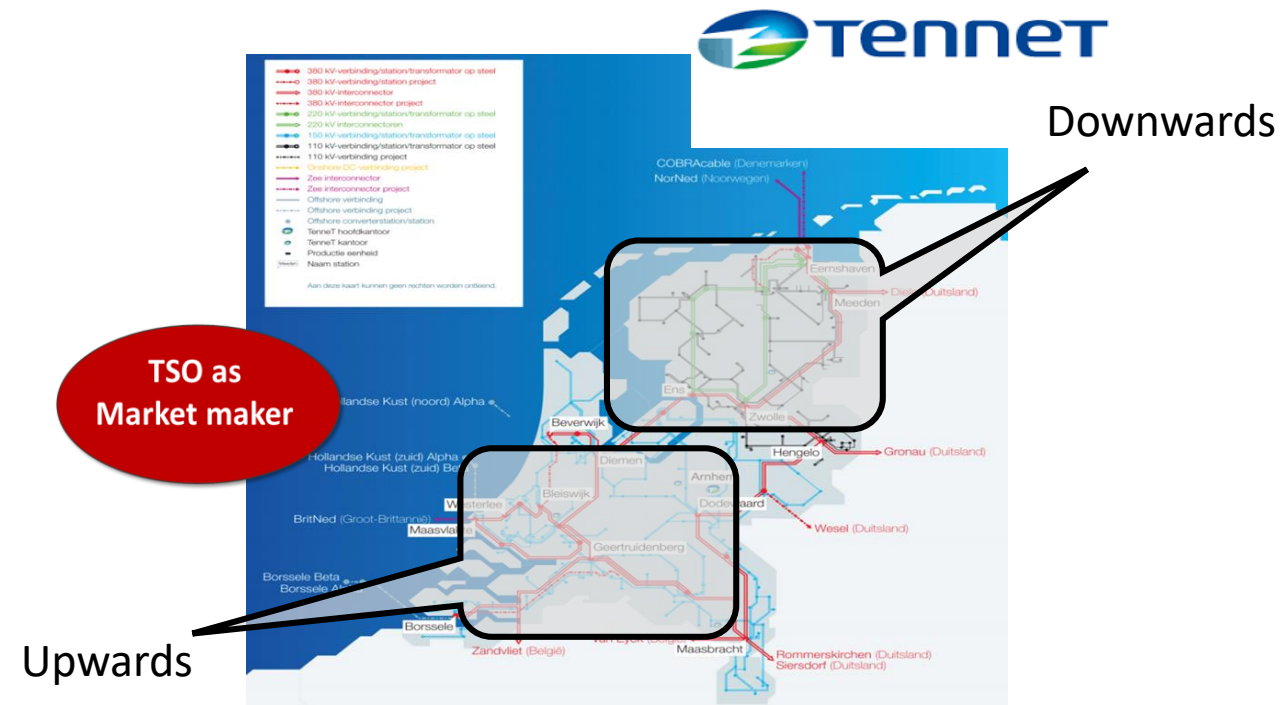 TenneT
Downwards
380 kV-verbinding/station/transformator op steel
380 kV-verbinding/station project
380 kV-interconnector
380 kV-interconnector project
220 kV-verbinding/station/transformator op steel
220 kV interconnectoren
150 kV-verbinding/station/transformator op steel
110 kV-verbinding/station/transformator op steel
110 kV-verbinding project
Onshore DC-verbinding project
Zee interconnector
Zee interconnector project
Offshore verbinding
Offshore verbinding project
Offshore converterstation/station
TenneT hoofdkantoor
TenneT kantoor
Productie eenheid
Naam station
Aan deze kaart kunnen geen rechten worden ontleend.
COBRAcable (Denemarken)
NorNed (Noorwegen)
Eemshaven
(Duitsland)
Meeden
TSO as
Market maker
Ens
Hollandse Kust (noord) Alpha
Zwolle
Beverwijk
Hengelo
Gronau (Duitsland)
Hollandse Kust (zuid) Alpha
Hollandse Kust (zuid)
Diemen
Arnhem
Bleiswijk
Westerlee
Dodewaard
BritNed (Groot-Brittannië)
Maasvlakte
Wesel (Duitsland)
Geertruidenberg
Borssele Beta
Borssele
Borssele
Upwards
Zandvliet (België)
Maasbracht
Rommerskirchen (Duitsland)
Siersdorf (Duitsland)